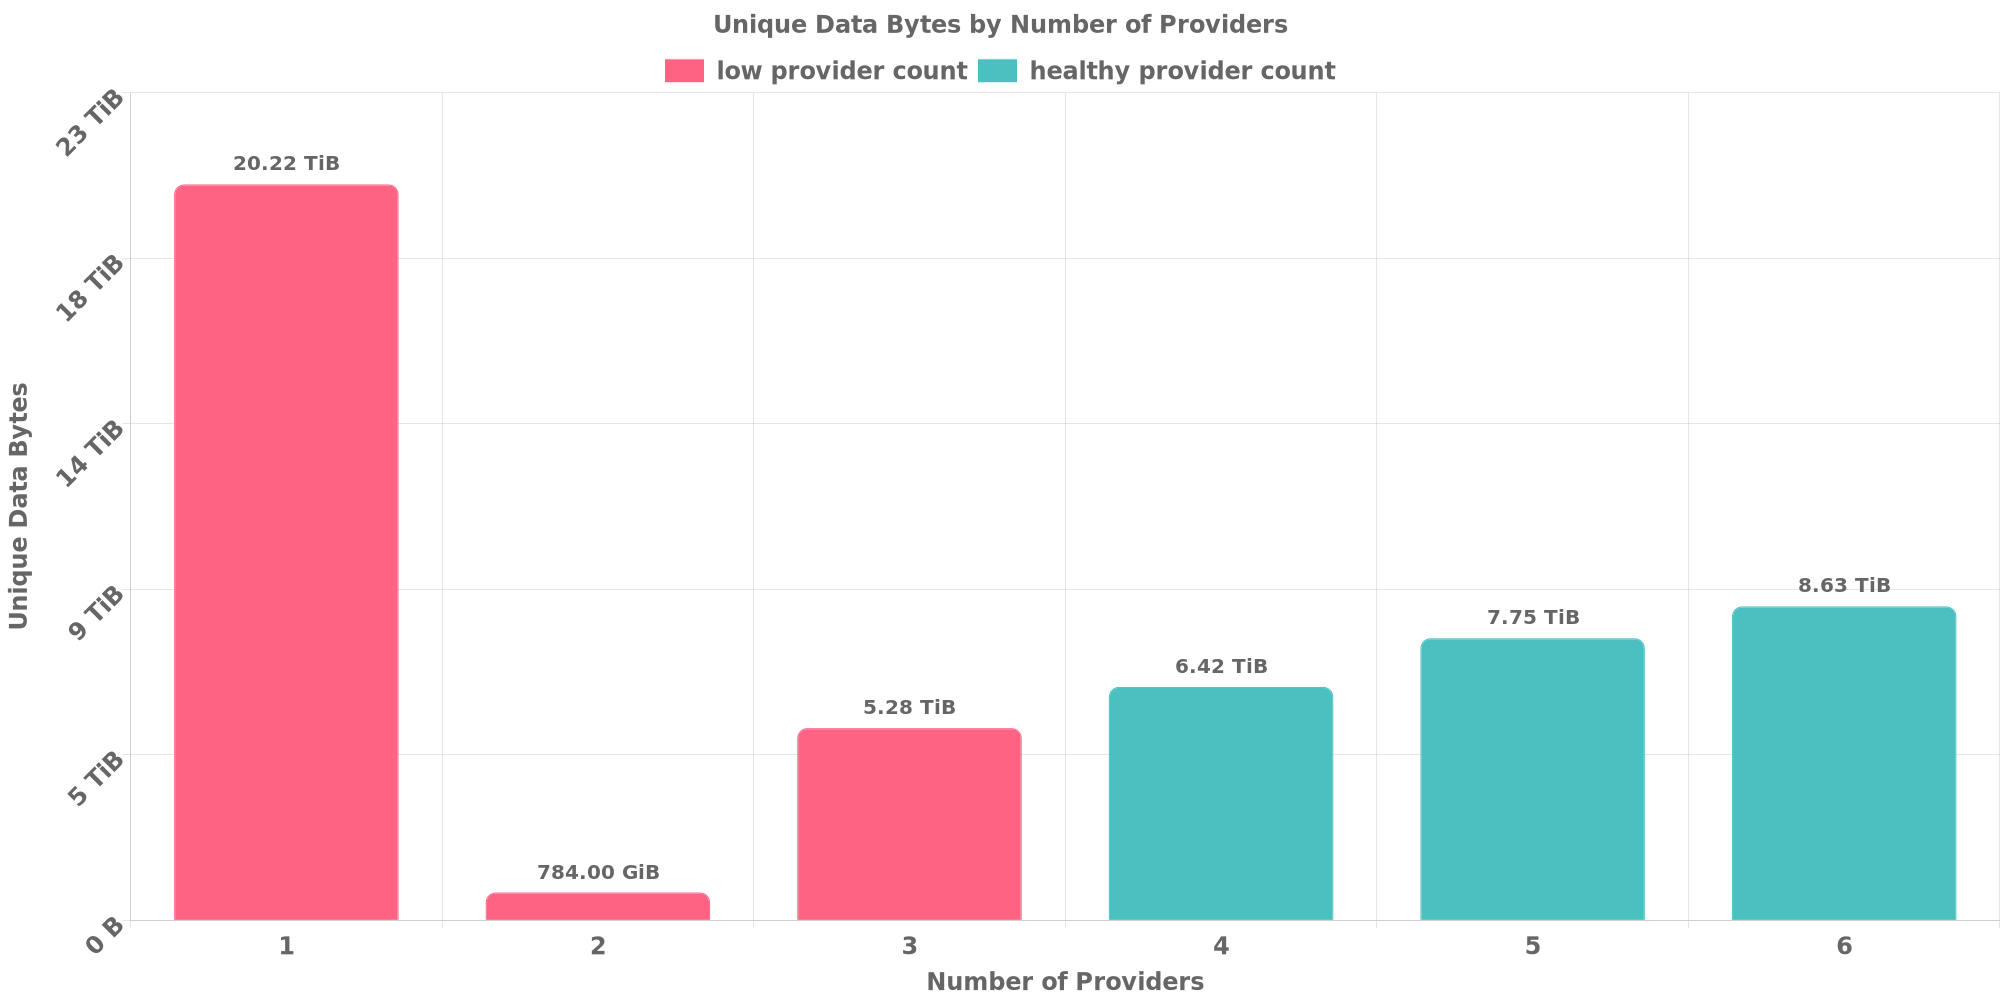 Unique Data Bytes by Number of Providers
low provider count healthy provider count
23 TiB
18 TiB
14 TiB
9 TiB
5 TiB
0 B
Unique Data Bytes
20.22 TiB
784.00 GiB
5.28 TiB
6.42 TiB
7.75 TiB
8.63 TiB
1 2 3 4 5 6
Number of Providers